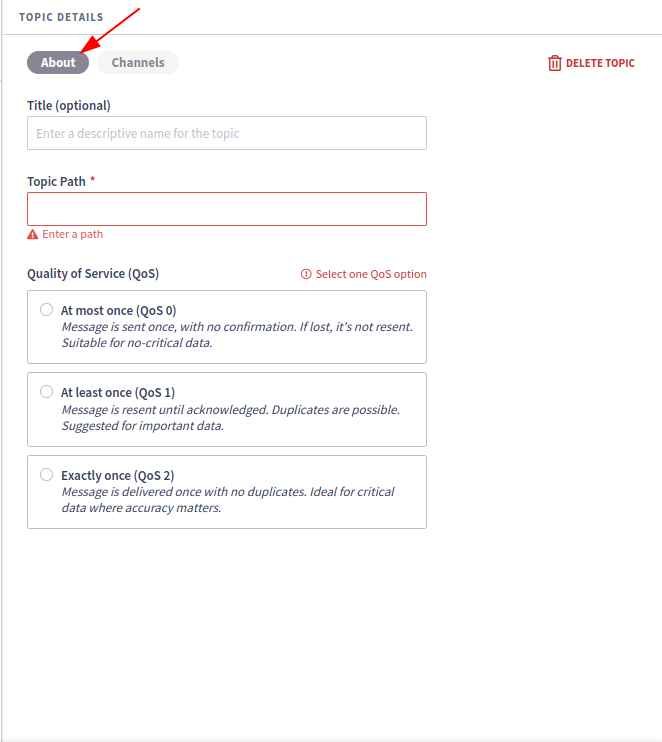 TOPIC DETAILS
About
Channels
DELETE TOPIC
Title (optional)
Enter a descriptive name for the topic
Topic Path *
Enter a path
Quality of Service (QoS)
Select one QoS option
At most once (QoS 0)
Message is sent once, with no confirmation. If lost, it's not resent.
Suitable for no-critical data.
At least once (QoS 1)
Message is resent until acknowledged. Duplicates are possible.
Suggested for important data.
Exactly once (QoS 2)
Message is delivered once with no duplicates. Ideal for critical
data where accuracy matters.